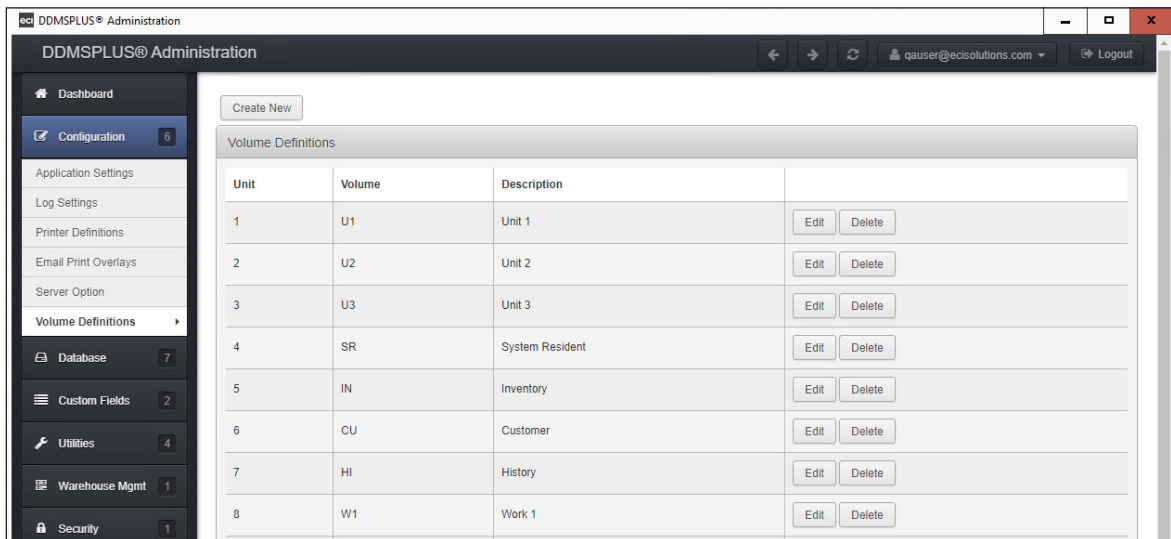 eci DDMSPLUS® Administration
DDMSPLUS® Administration
qauser@ecisolutions.com
Logout
Dashboard
Configuration 6
Application Settings
Log Settings
Printer Definitions
Email Print Overlays
Server Option
Volume Definitions
Database 7
Custom Fields 2
Utilities 4
Warehouse Mgmt 1
Security 1
Create New
Volume Definitions
Unit Volume Description
1 U1 Unit 1 Edit Delete
2 U2 Unit 2 Edit Delete
3 U3 Unit 3 Edit Delete
4 SR System Resident Edit Delete
5 IN Inventory Edit Delete
6 CU Customer Edit Delete
7 HI History Edit Delete
8 W1 Work 1 Edit Delete